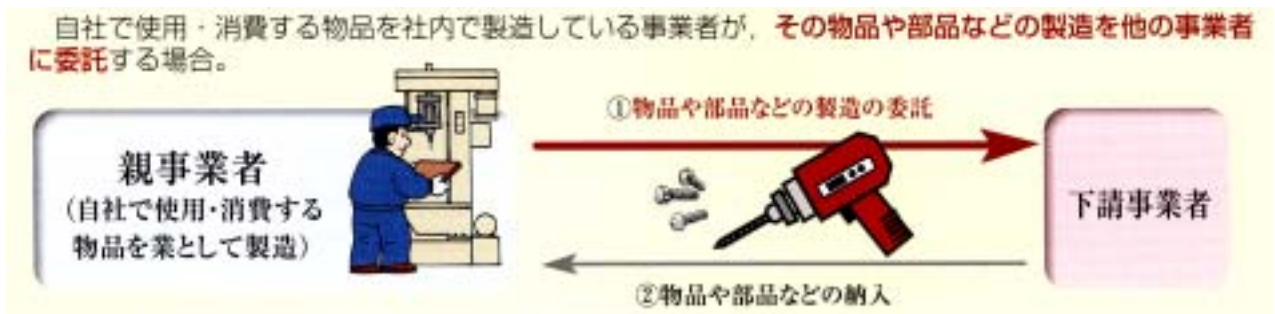 自社で使用・消費する物品を社内で製造している事業者が，その物品や部品などの製造を他の事業者
に委託する場合。
①物品や部品などの製造の委託
親事業者
（自社で使用・消費する
物品を業として製造）
下請事業者
②物品や部品などの納入